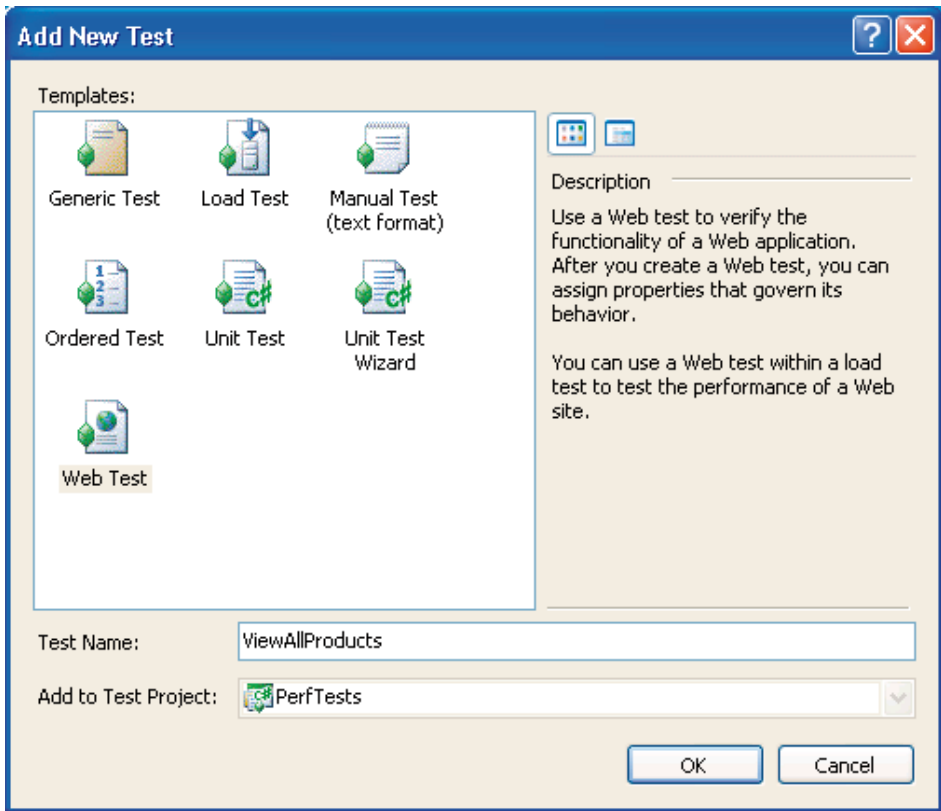 Add New Test
Templates:
Generic Test
Load Test
Manual Test
(text format)
Ordered Test
Unit Test
Unit Test
Wizard
Web Test
Description
Use a Web test to verify the
functionality of a Web application.
After you create a Web test, you can
assign properties that govern its
behavior.
You can use a Web test within a load
test to test the performance of a Web
site.
Test Name:
ViewAllProducts
Add to Test Project:
PerfTests
OK
Cancel